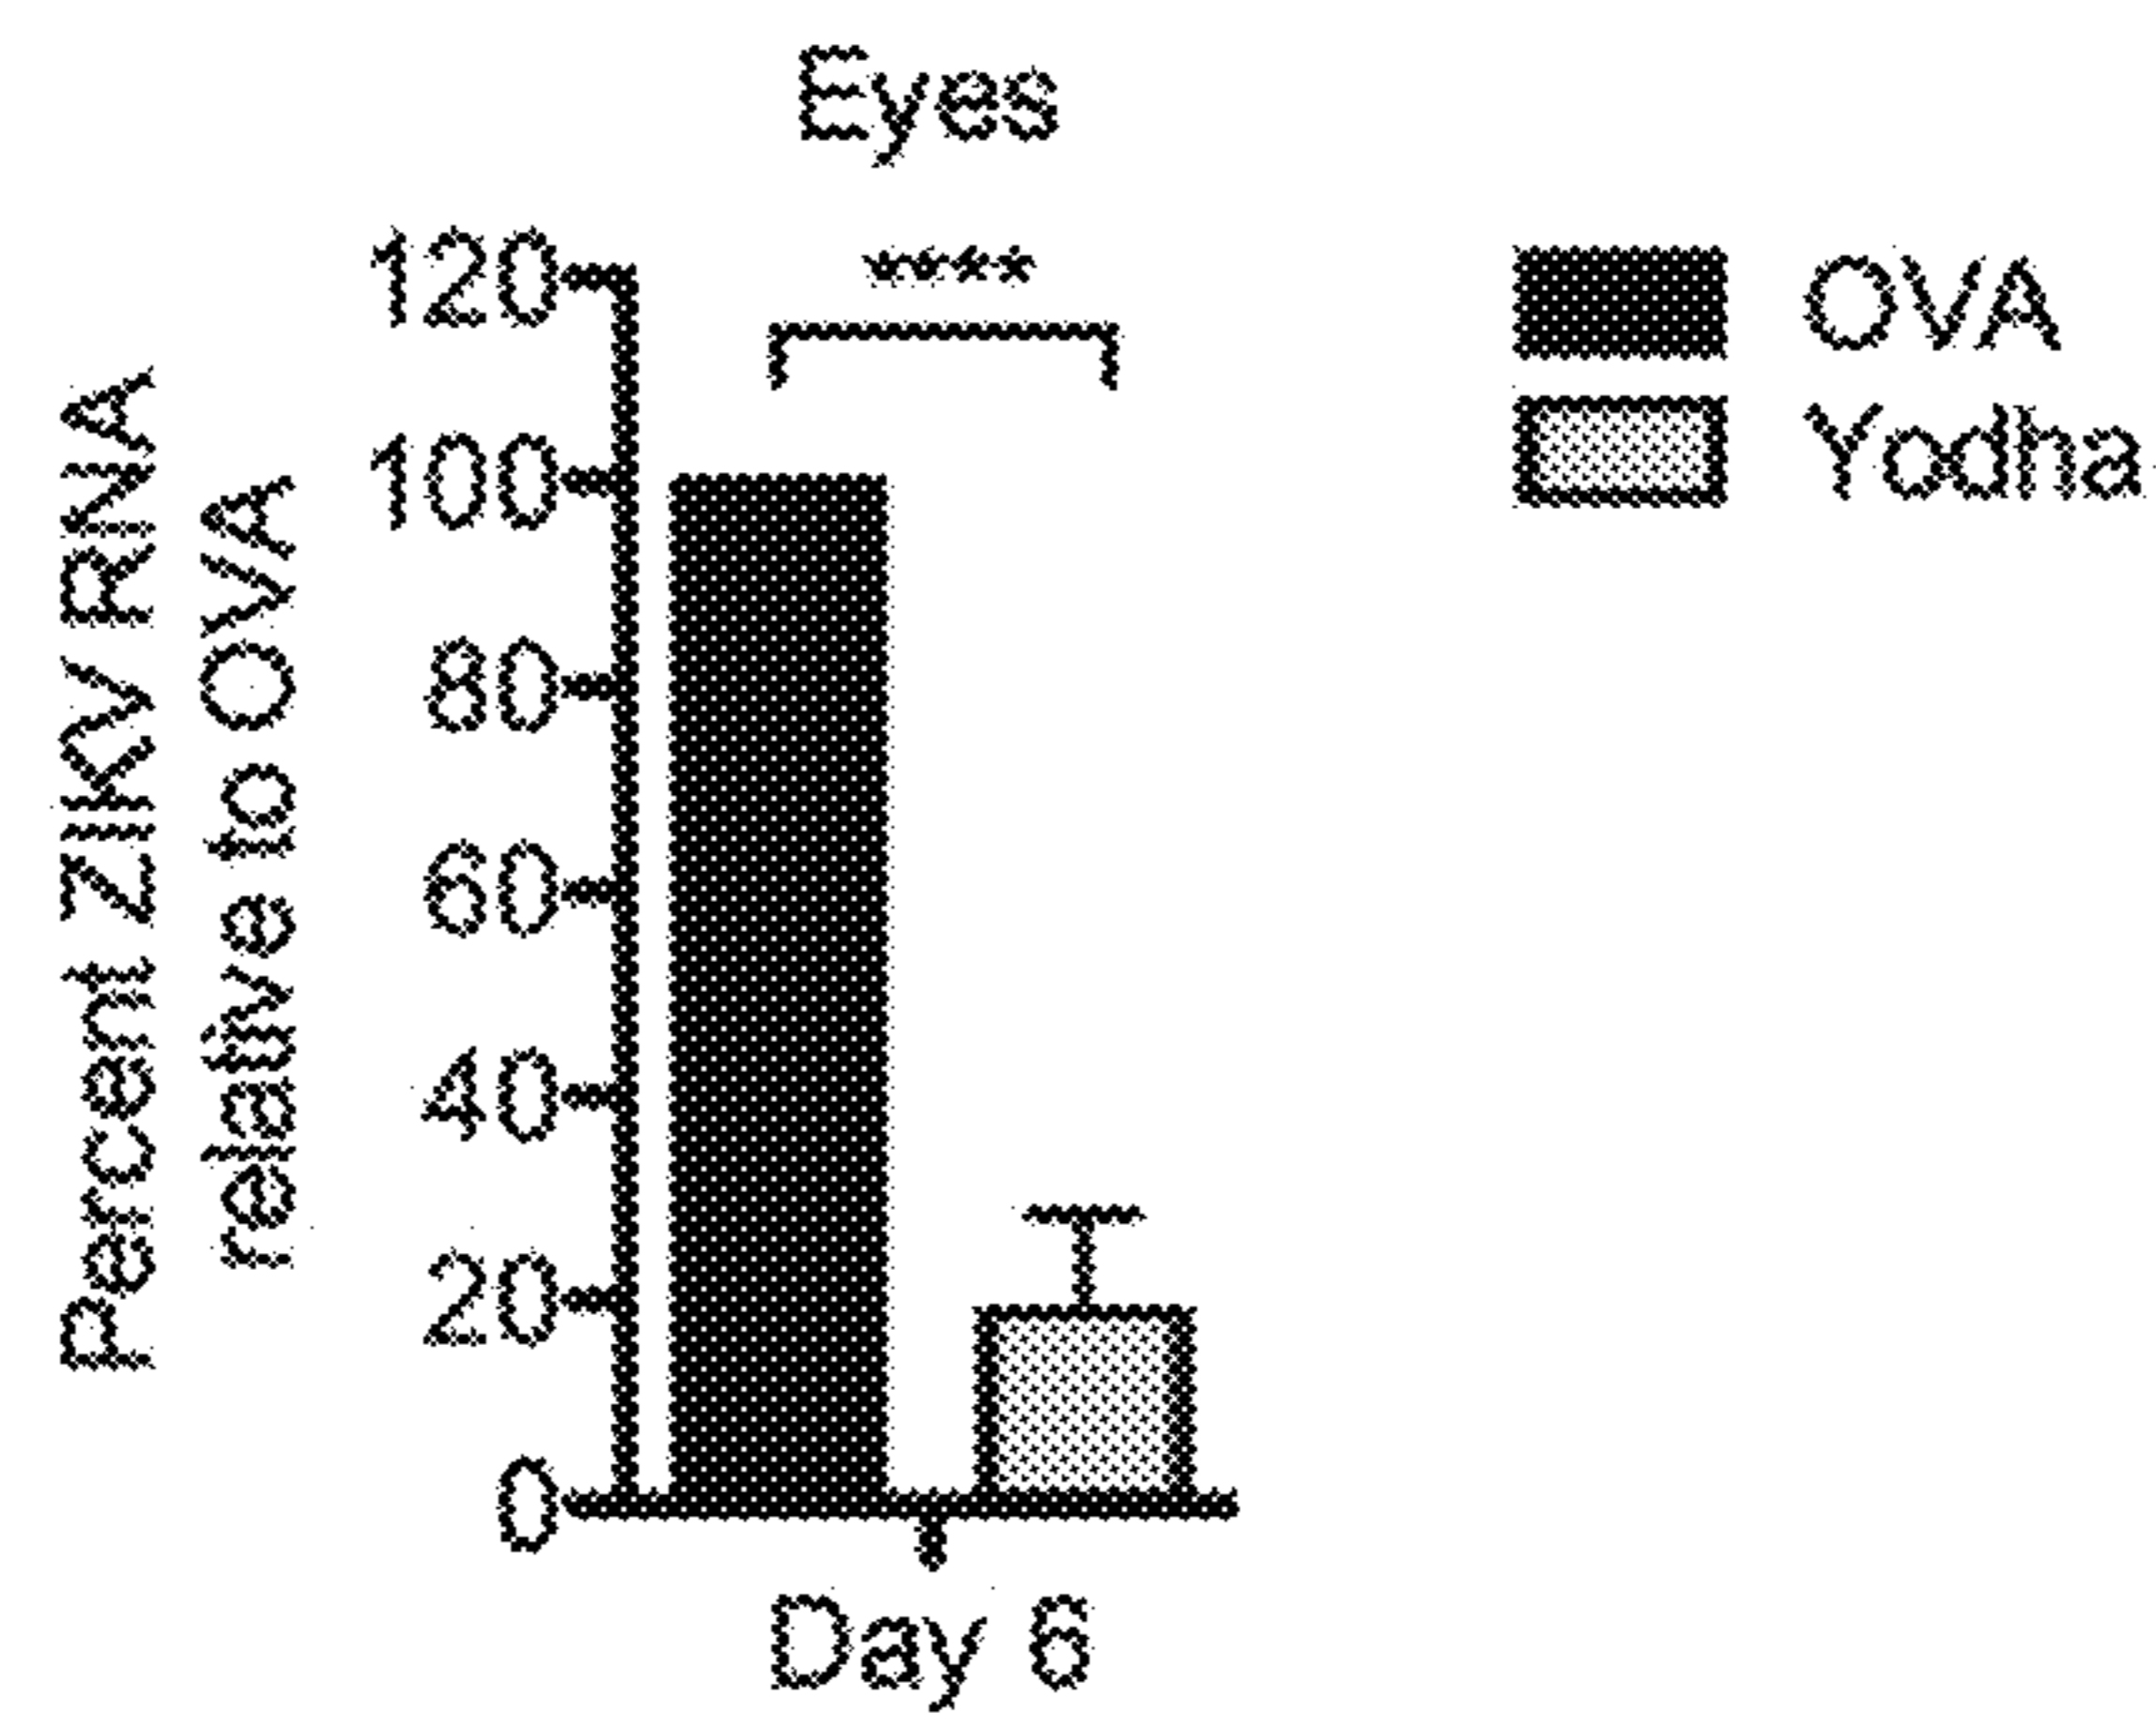 Eyes
****
OVA
Yodha
Percent ZIKV RNA
relative to OVA
120
100
80
60
40
20
0
Day 6